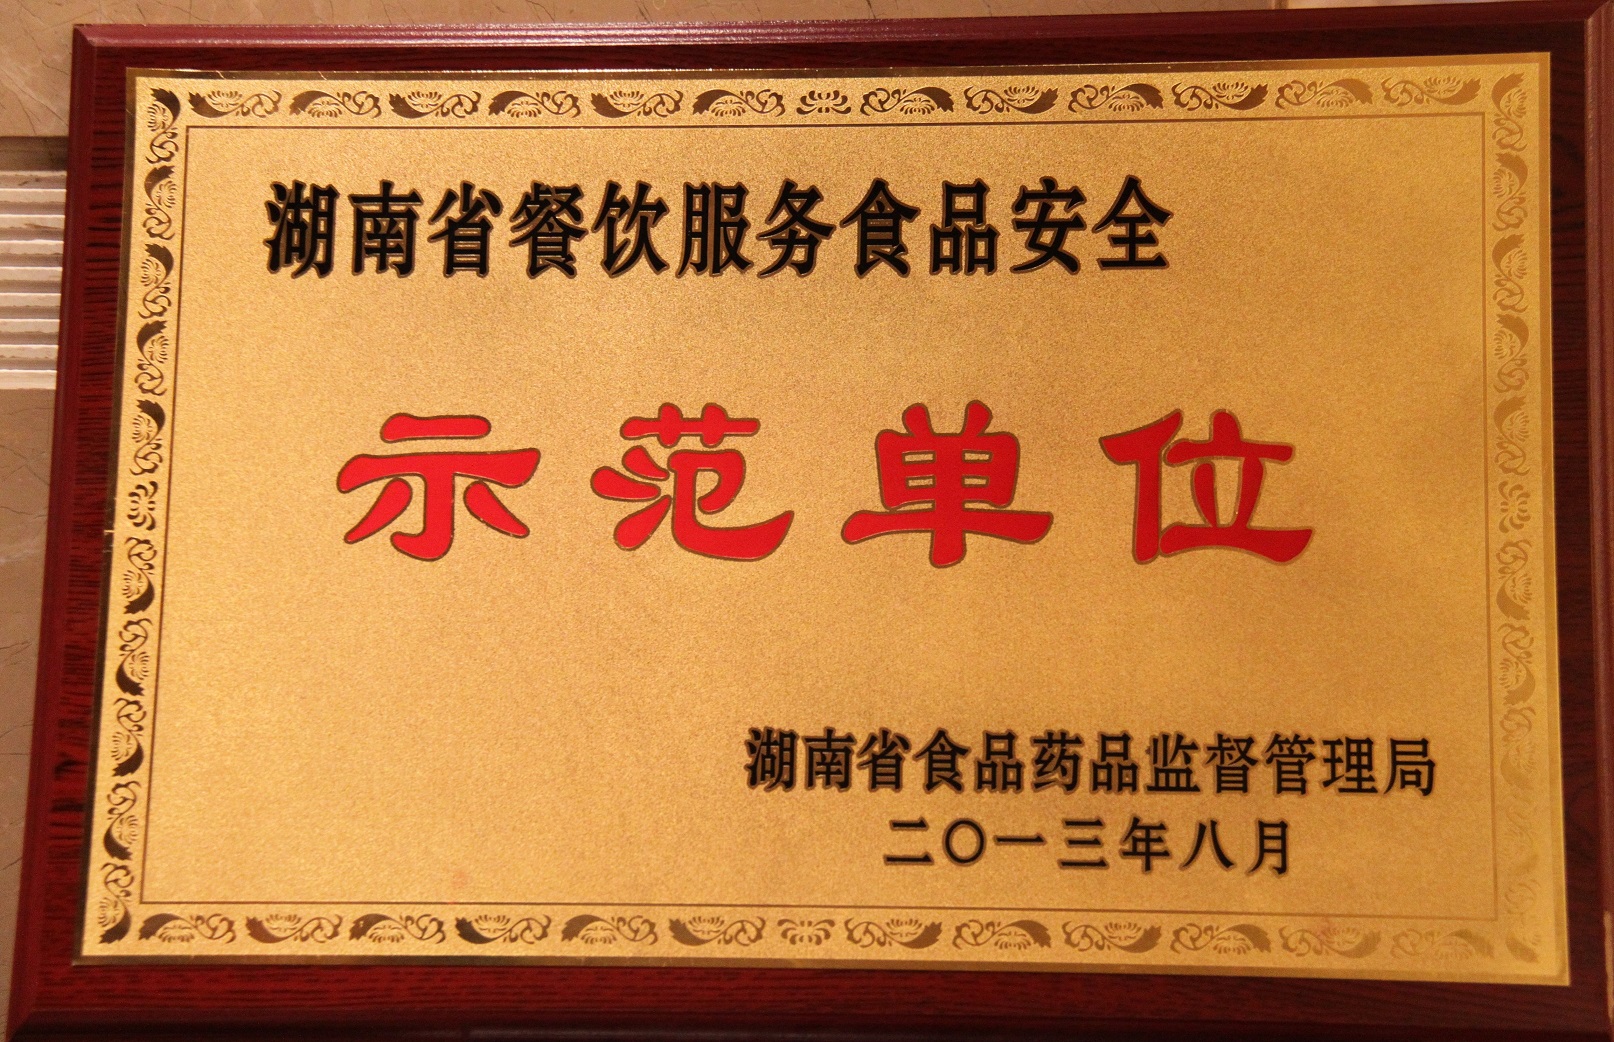 湖南省餐饮服务食品安全
示范单位
湖南省食品药品监督管理局
二〇一三年八月